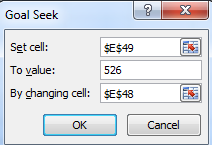 Goal Seek
Set cell: $E$49
To value: 526
By changing cell: $E$48
OK Cancel